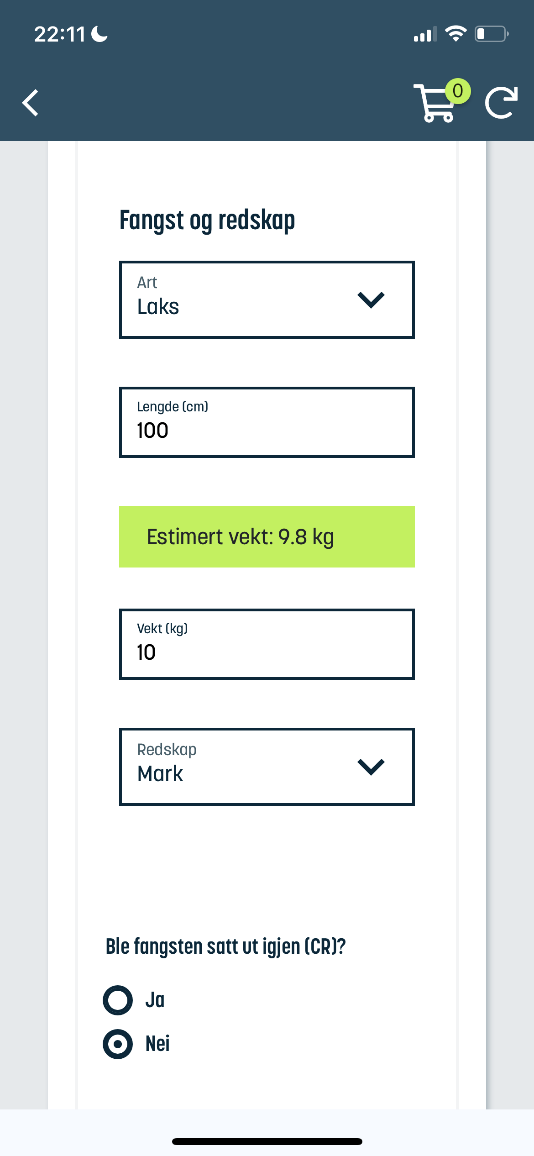 22:11
0
Fangst og redskap
Art
Laks
Lengde (cm)
100
Estimert vekt: 9.8 kg
Vekt (kg)
10
Redskap
Mark
Ble fangsten satt ut igjen (CR)?
Ja
Nei